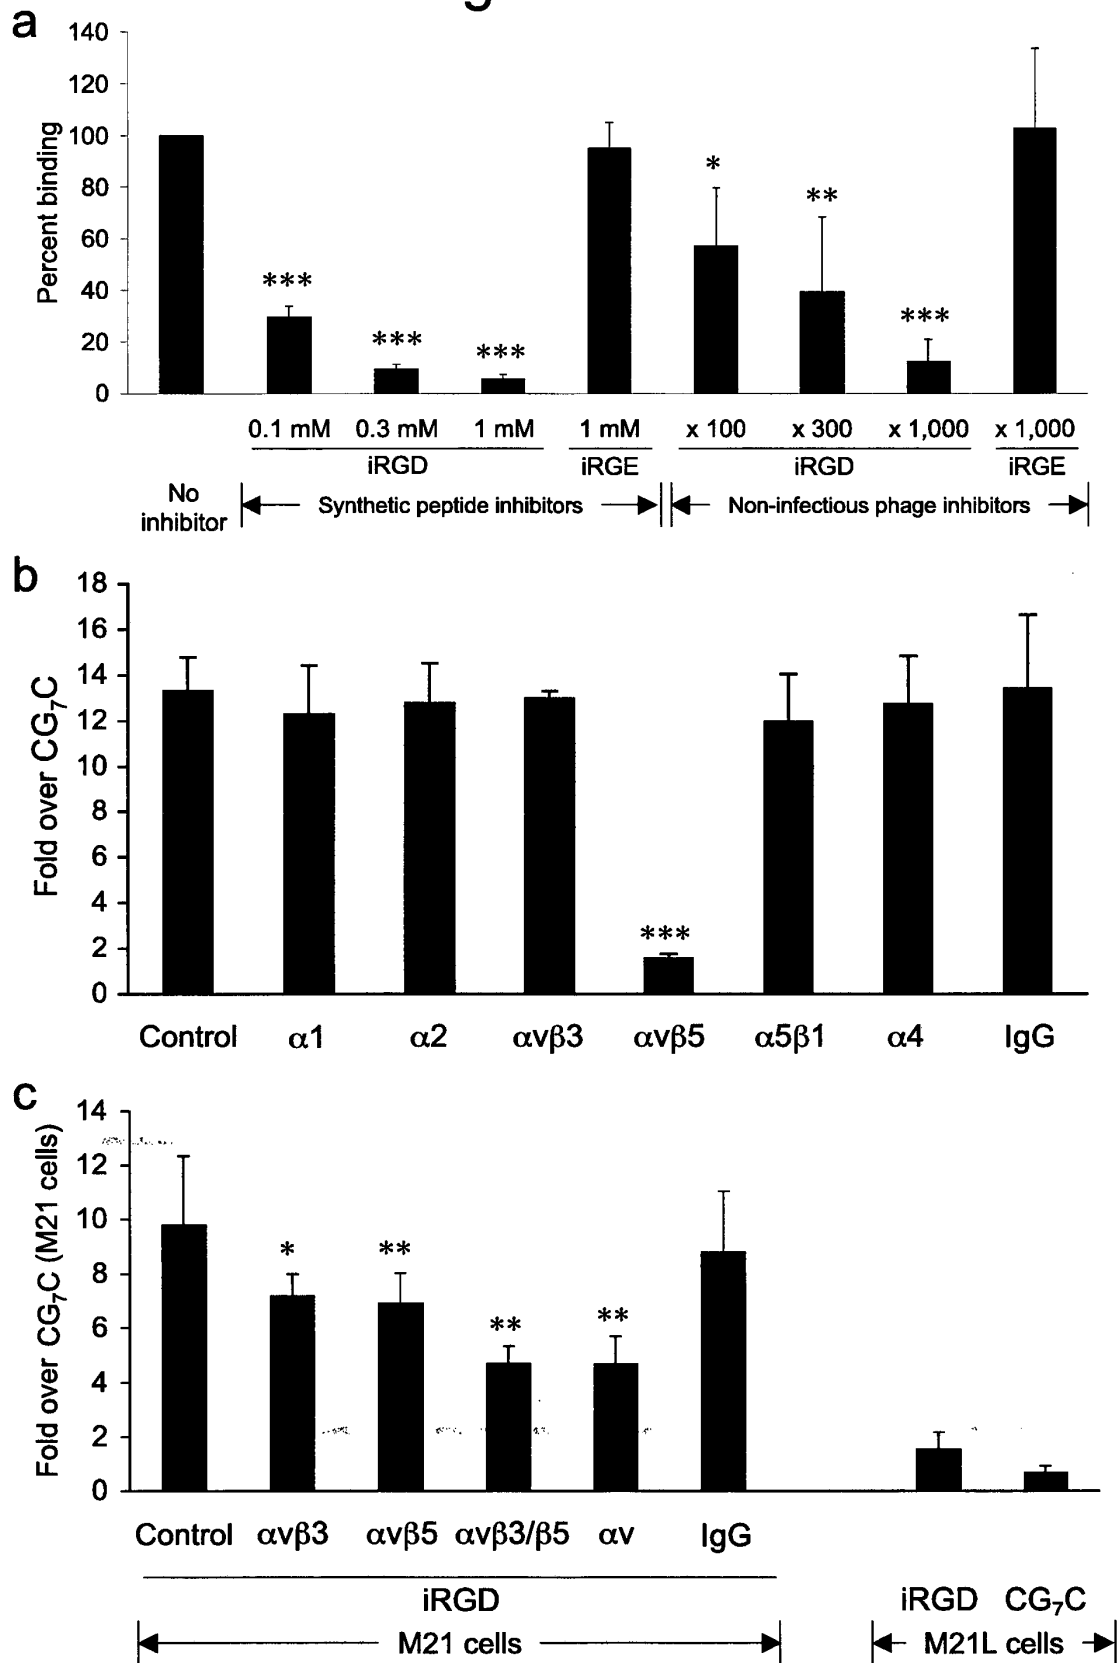 g
a
140
120
100
80
60
40
20
0
Percent binding
***
***
***
*
**
***
0.1 mM 0.3 mM 1 mM 1 mM x 100 x 300 x 1,000 x 1,000
iRGD iRGE iRGD iRGE
No inhibitor
Synthetic peptide inhibitors Non-infectious phage inhibitors
b
18
16
14
12
10
8
6
4
2
0
Fold over CG₇C
***
Control α1 α2 αvβ3 αvβ5 α5β1 α4 IgG
c
14
12
10
8
6
4
2
0
Fold over CG₇C (M21 cells)
*
**
**
**
Control αvβ3 αvβ5 αvβ3/β5 αv IgG
iRGD iRGD CG₇C
M21 cells M21L cells